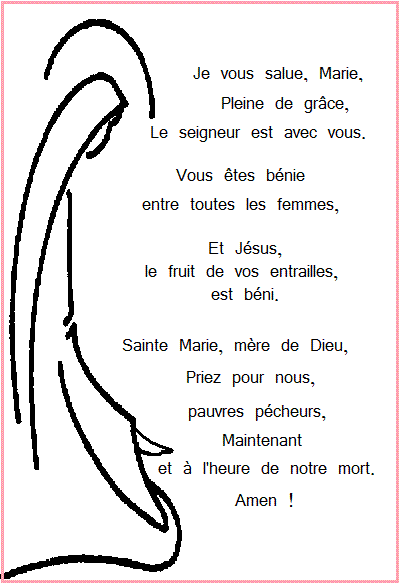 Je vous salue, Marie,
Pleine de grâce,
Le seigneur est avec vous.
Vous êtes bénie
entre toutes les femmes,
Et Jésus,
le fruit de vos entrailles,
est béni.
Sainte Marie, mère de Dieu,
Priez pour nous,
pauvres pécheurs,
Maintenant
et à l'heure de notre mort.
Amen !